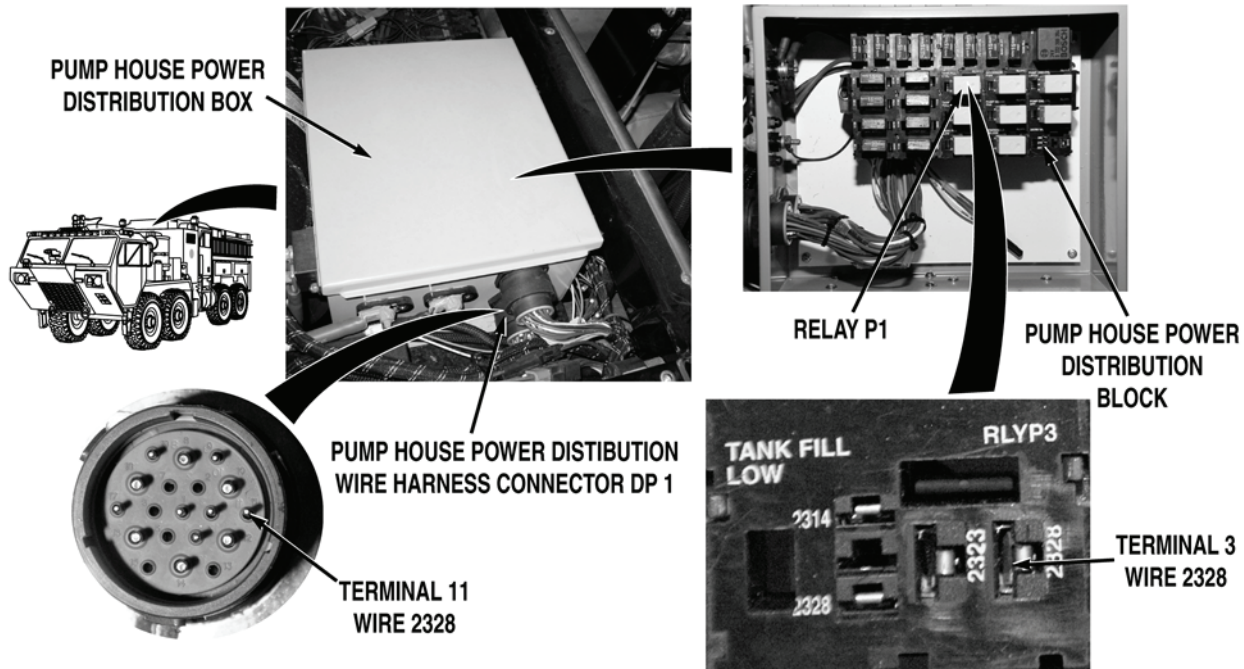 PUMP HOUSE POWER
DISTRIBUTION BOX
RELAY P1
PUMP HOUSE POWER
DISTRIBUTION
BLOCK
PUMP HOUSE POWER DISTIBUTION
WIRE HARNESS CONNECTOR DP 1
TERMINAL 11
WIRE 2328
TANK FILL
LOW
RLYP3
2314
2323
2328
2328
TERMINAL 3
WIRE 2328
BOSCH